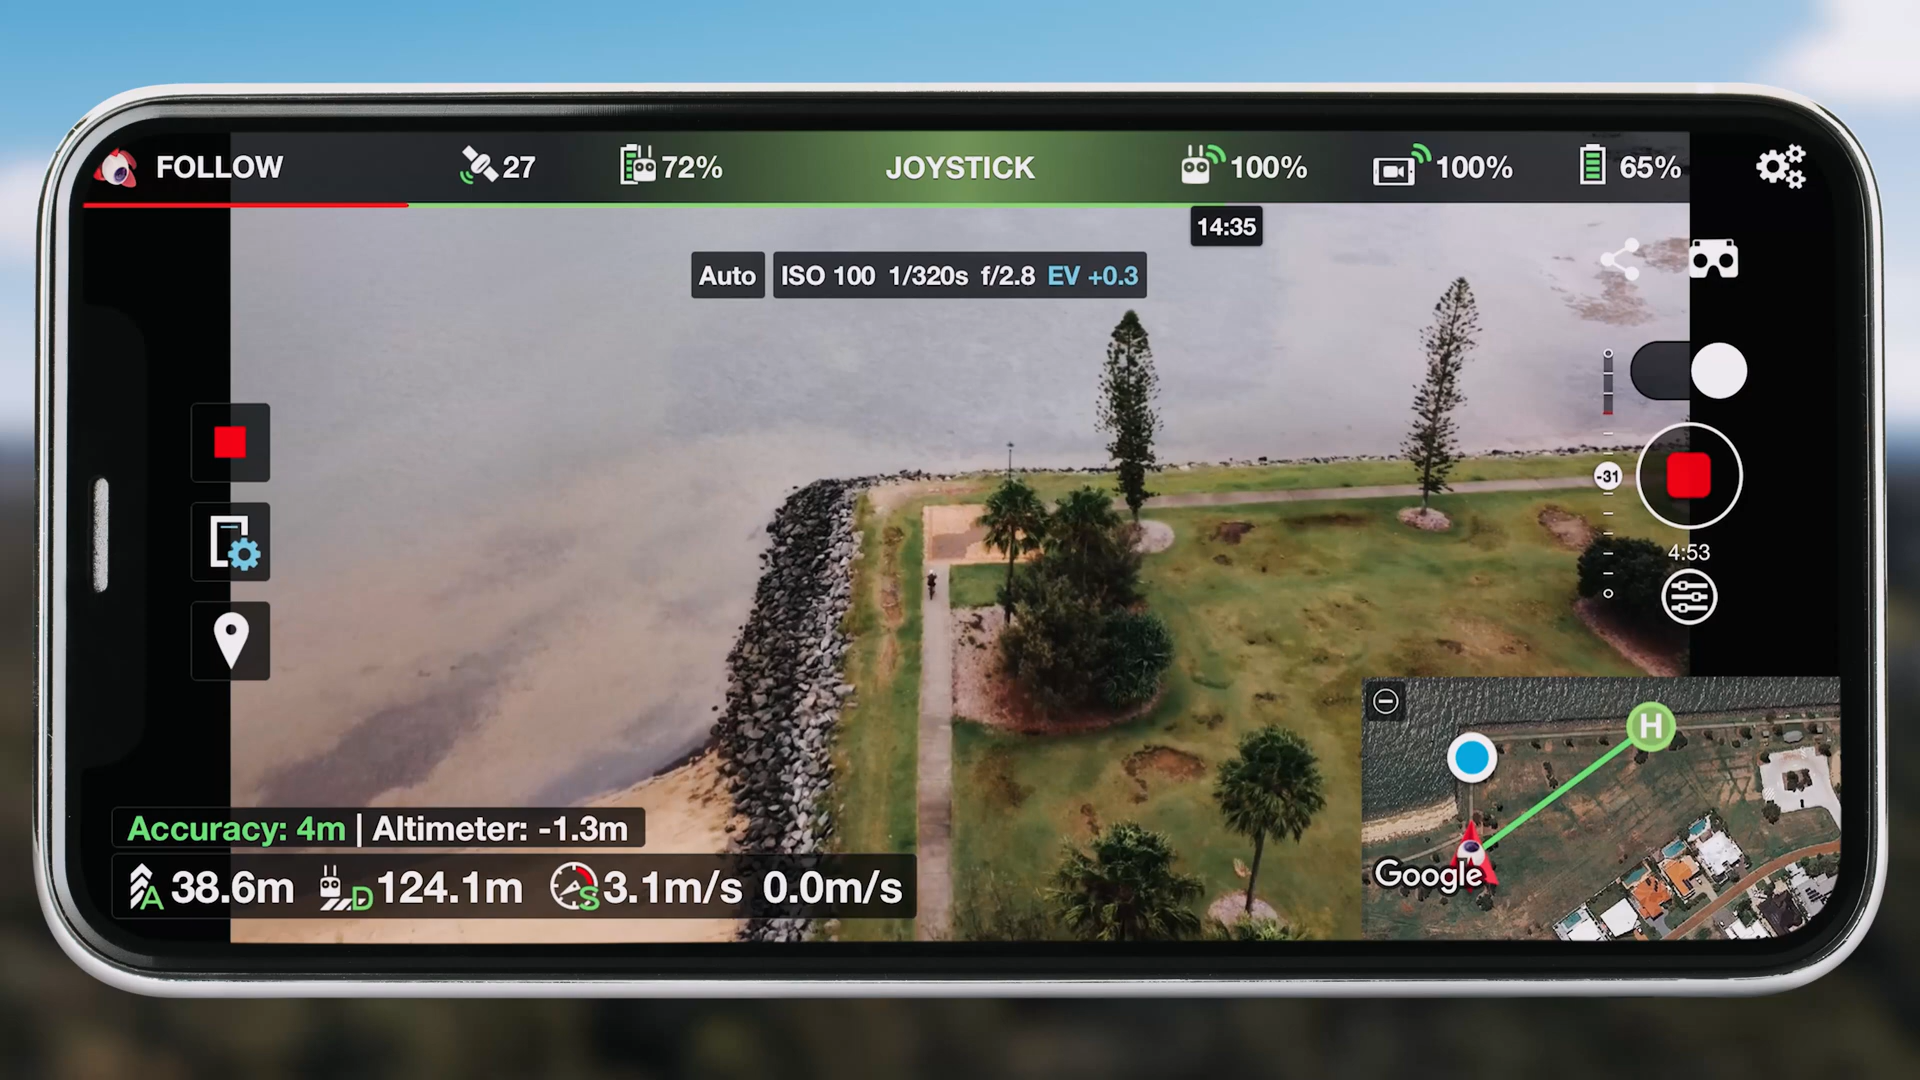 FOLLOW 27 72% JOYSTICK 100% 100% 65%
14:35
Auto ISO 100 1/320s f/2.8 EV +0.3
-31
4:53
H
Accuracy: 4m | Altimeter: -1.3m
A 38.6m D 124.1m S 3.1m/s 0.0m/s
Google